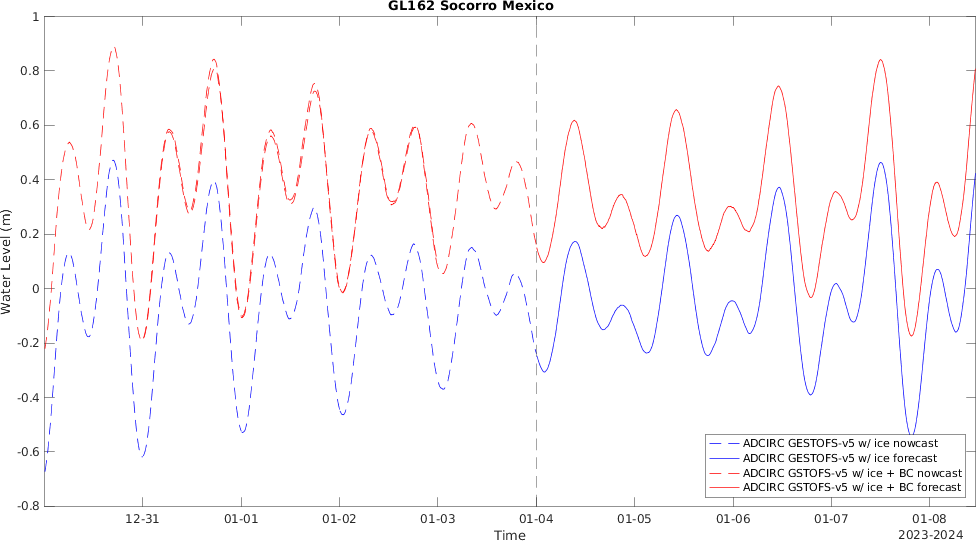 GL162 Socorro Mexico
Water Level (m)
1
0.8
0.6
0.4
0.2
0
-0.2
-0.4
-0.6
-0.8
ADCIRC GESTOFS-v5 w/ ice nowcast
ADCIRC GESTOFS-v5 w/ ice forecast
ADCIRC GSTOFS-v5 w/ ice + BC nowcast
ADCIRC GSTOFS-v5 w/ ice + BC forecast
12-31 01-01 01-02 01-03 01-04 01-05 01-06 01-07 01-08
Time
2023-2024